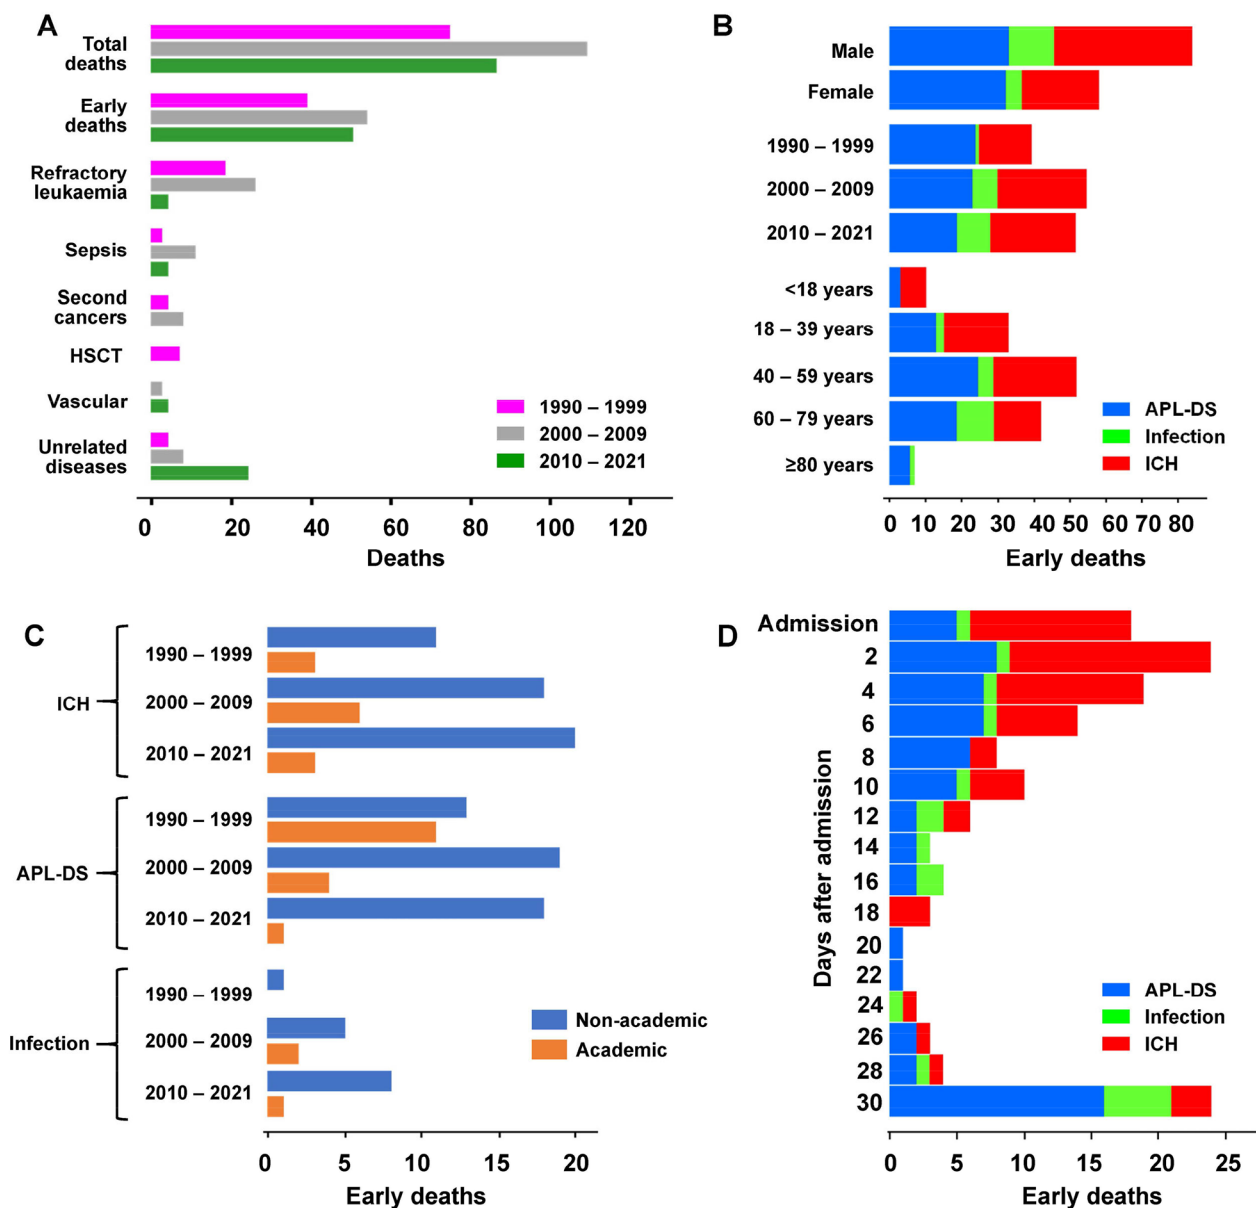 A
Total
deaths
Early
deaths
Refractory
leukaemia
Sepsis
Second
cancers
HSCT
Vascular
Unrelated
diseases
1990 – 1999
2000 – 2009
2010 – 2021
0 20 40 60 80 100 120
Deaths
B
Male
Female
1990 – 1999
2000 – 2009
2010 – 2021
<18 years
18 – 39 years
40 – 59 years
60 – 79 years
≥80 years
APL-DS
Infection
ICH
0 10 20 30 40 50 60 70 80
Early deaths
C
ICH
1990 – 1999
2000 – 2009
2010 – 2021
APL-DS
1990 – 1999
2000 – 2009
2010 – 2021
Infection
1990 – 1999
2000 – 2009
2010 – 2021
Non-academic
Academic
0 5 10 15 20
Early deaths
D
Days after admission
Admission
2
4
6
8
10
12
14
16
18
20
22
24
26
28
30
APL-DS
Infection
ICH
0 5 10 15 20 25
Early deaths